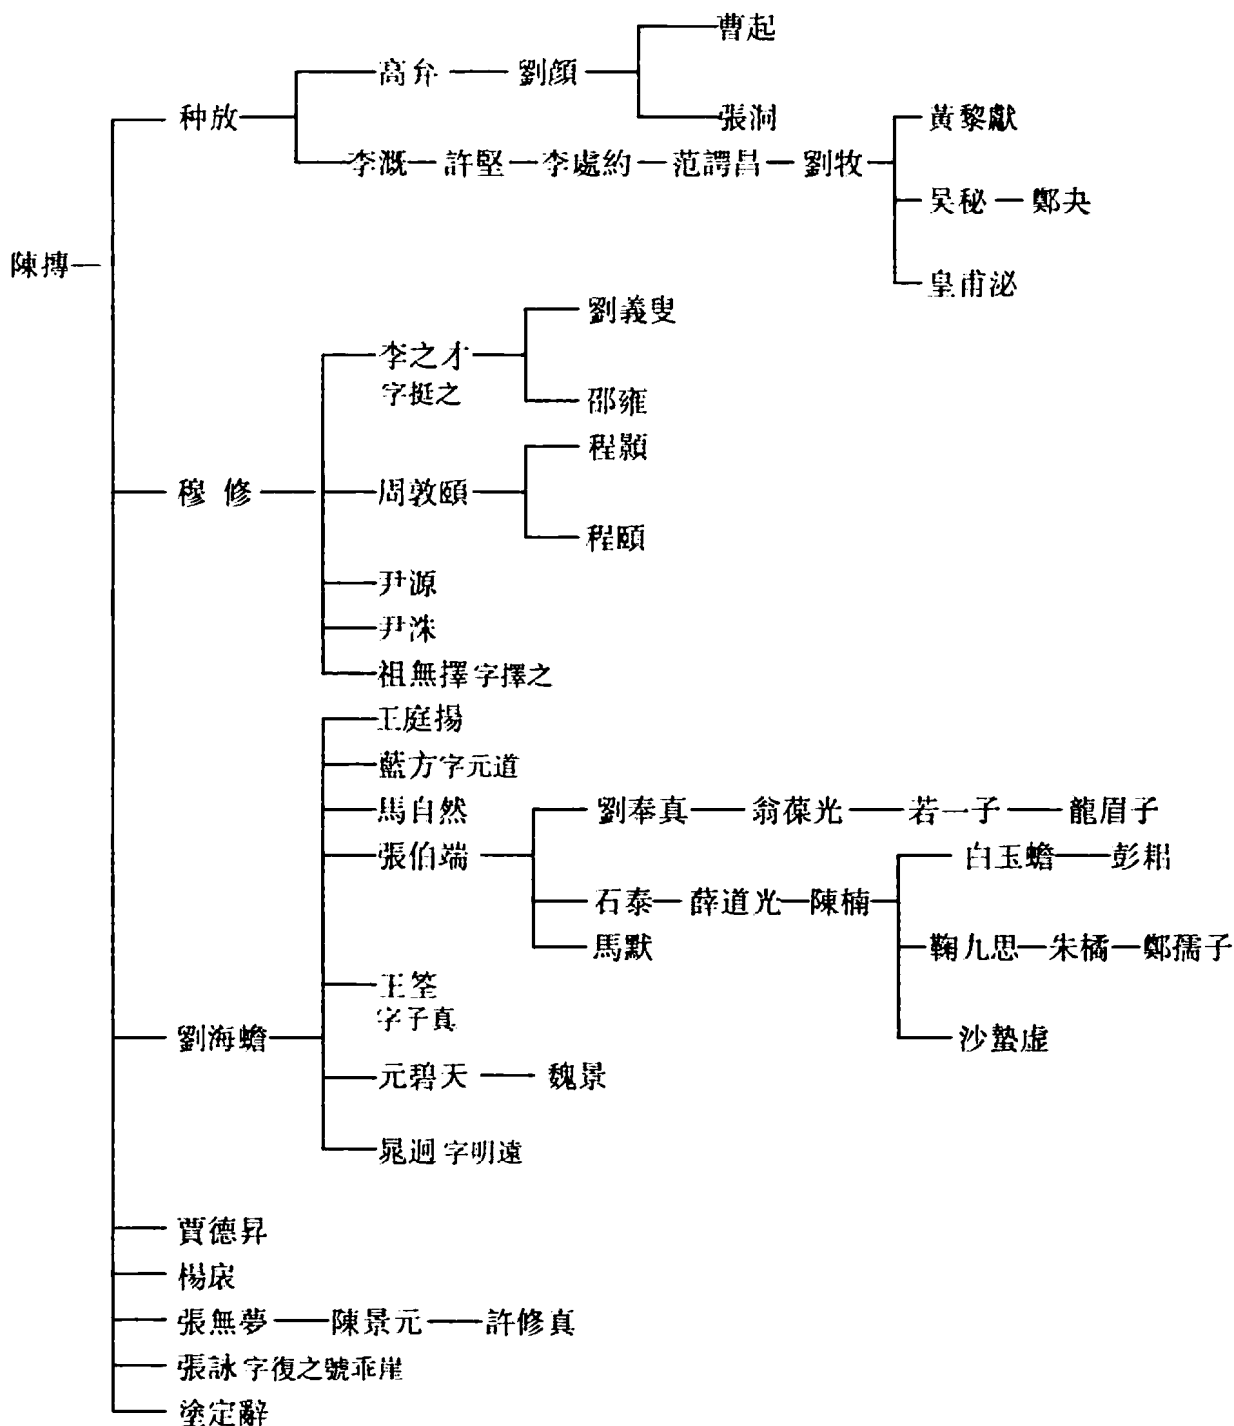 曹起
高弁 劉顏
种放 張洞 黃黎獻
李溉 許堅 李處約 范諤昌 劉牧
吳秘 鄭夬
陳摶
皇甫泌
劉義叟
李之才
字挺之
邵雍
程顥
穆修 周敦頤
程頤
尹源
尹洙
祖無擇字擇之
王庭揚
藍方字元道
馬自然 劉奉真 翁葆光 若一子 龍眉子
張伯端 白玉蟾 彭耜
石泰 薛道光 陳楠
馬默 鞠九思 朱橘 鄭孺子
王筌
字子真
劉海蟾 沙蟄虛
元碧天 魏景
晁迥字明遠
賈德昇
楊扆
張無夢 陳景元 許修真
張詠字復之號乖崖
塗定辭